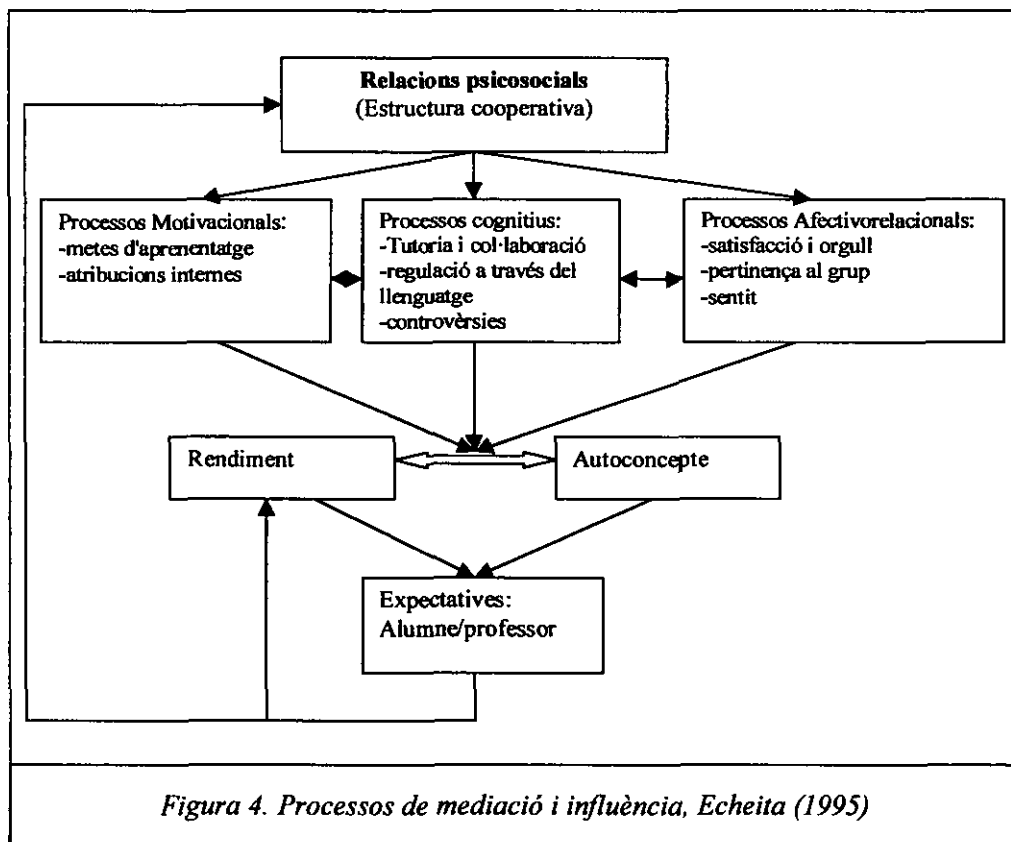 Relacions psicosocials
(Estructura cooperativa)
Processos Motivacionals:
-metes d'aprenentatge
-atribucions internes
Processos cognitius:
-Tutoria i col·laboració
-regulació a través del
llenguatge
-controvèrsies
Processos Afectivorelacionals:
-satisfacció i orgull
-pertinença al grup
-sentit
Rendiment
Autoconcepte
Expectatives:
Alumne/professor
Figura 4. Processos de mediació i influència, Echeita (1995)